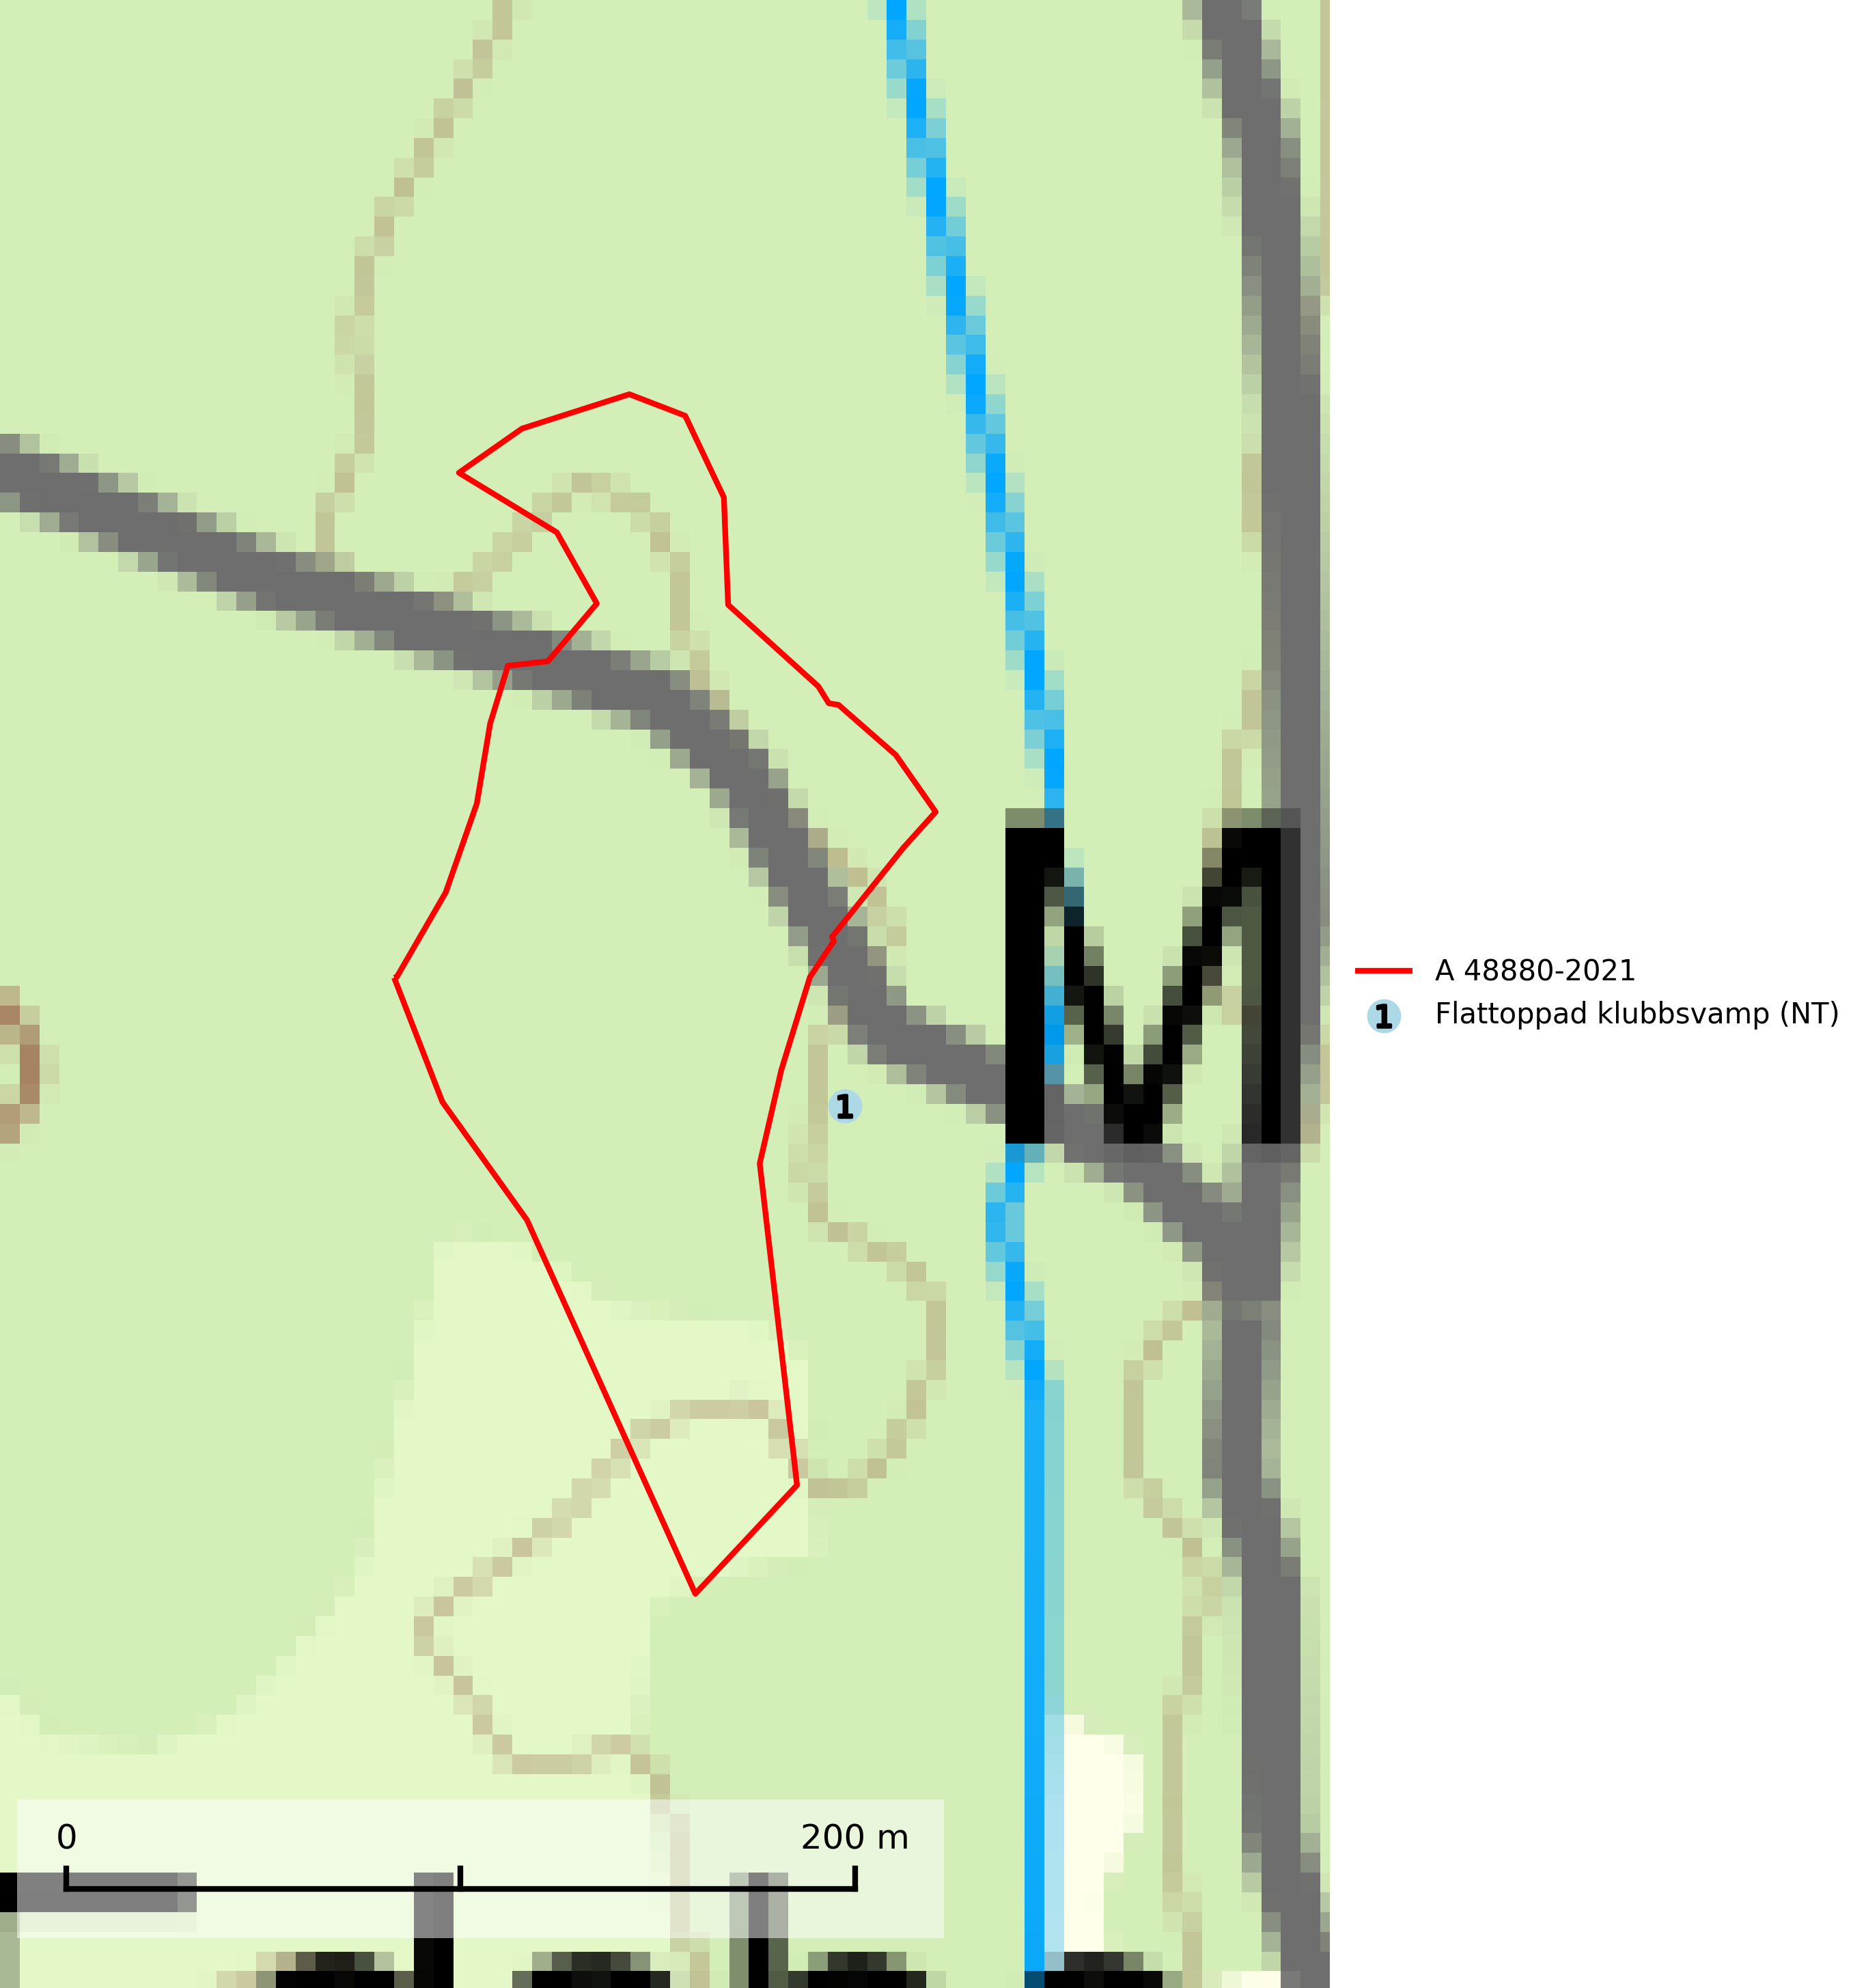 M
A 48880-2021
1 Flattoppad klubbsvamp (NT)
1
0 200 m